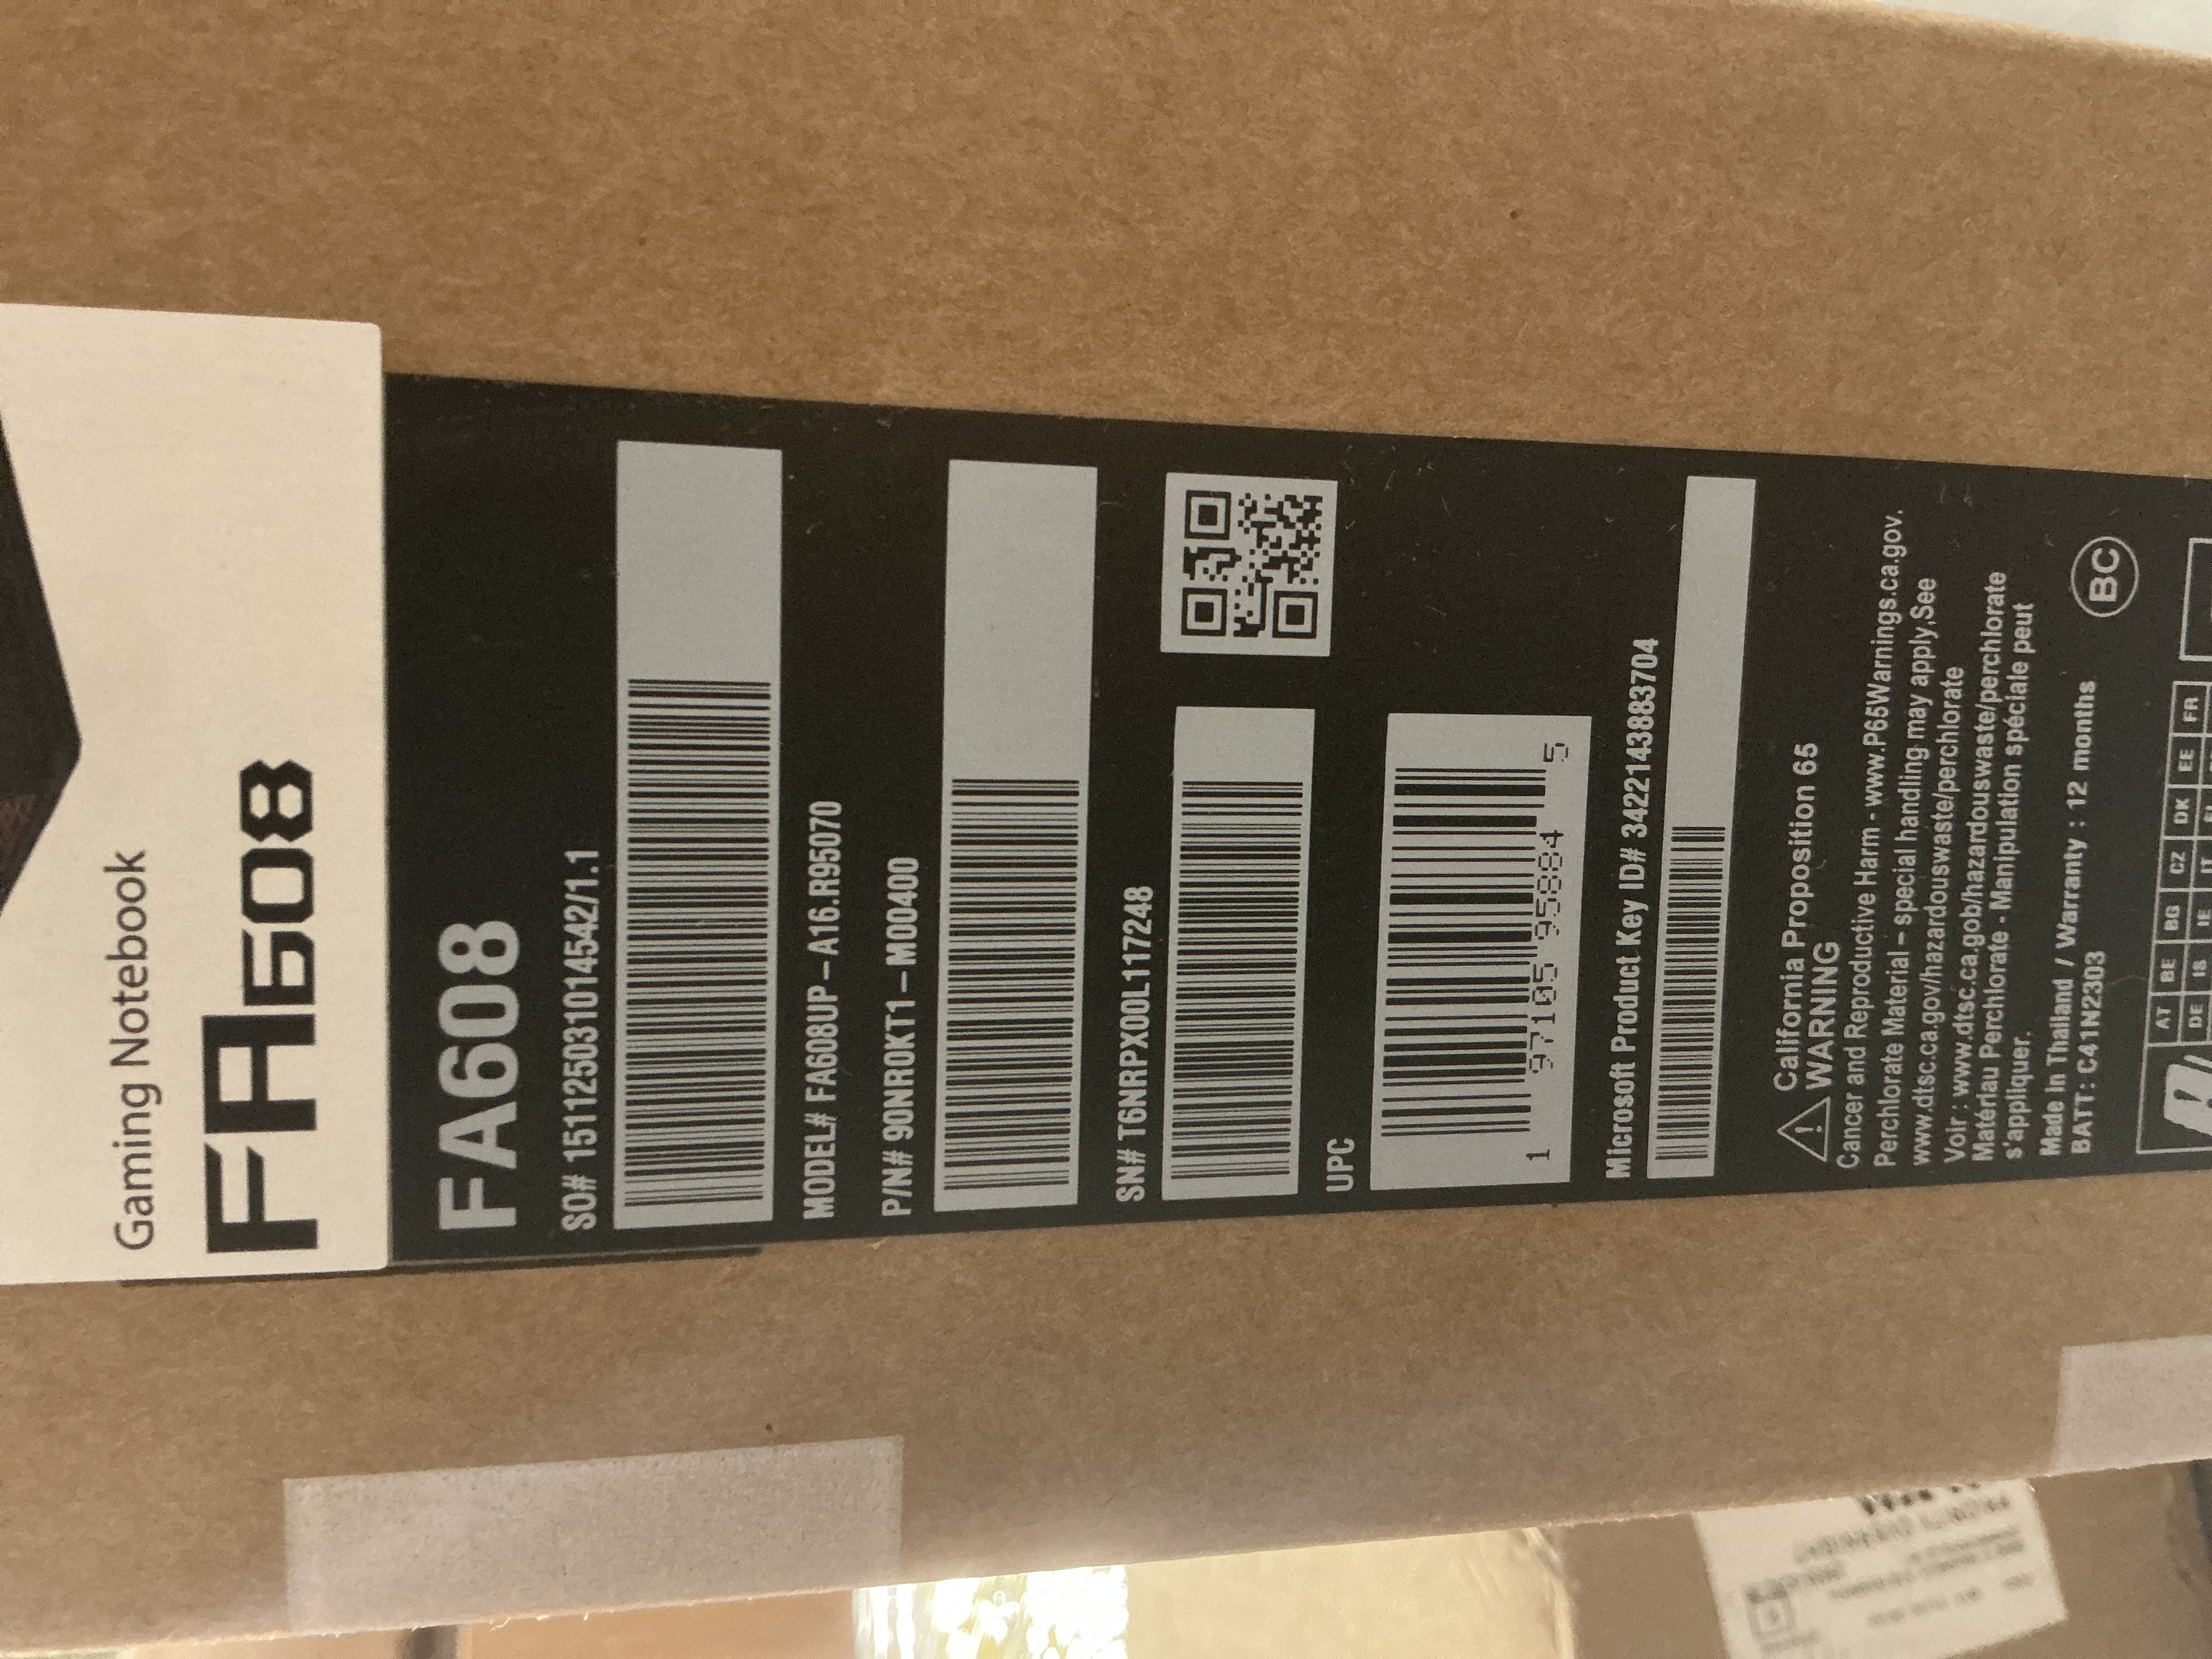 Gaming Notebook
FA608
FA608
SO# 151125031014542/1.1
MODEL# FA608UP-A16.R95070
P/N# 90NR0KT1-M00400
SN# T6NRPX00L117248
UPC
1 97105 95884 5
Microsoft Product Key ID# 3422143883704
California Proposition 65
WARNING
Cancer and Reproductive Harm - www.P65Warnings.ca.gov.
Perchlorate Material - special handling may apply,See
www.dtsc.ca.gov/hazardouswaste/perchlorate
Voir : www.dtsc.ca.gob/hazardouswaste/perchlorate
Matériau Perchlorate - Manipulation spéciale peut
s'appliquer.
Made In Thailand / Warranty : 12 months
BATT: C41N2303
BC
AT BE BG CZ DK EE FR
DE IS IE IT